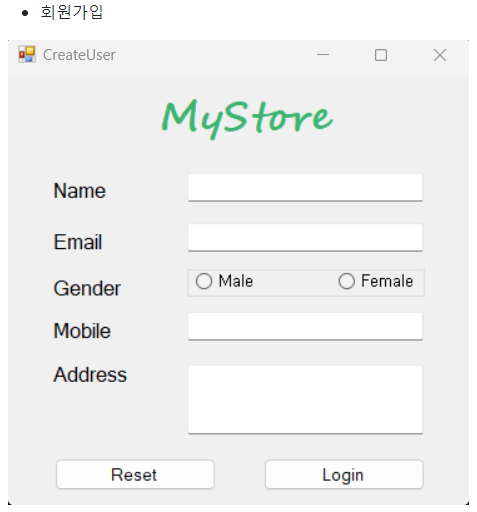 회원가입
CreateUser
MyStore
Name
Email
Gender Male Female
Mobile
Address
Reset Login